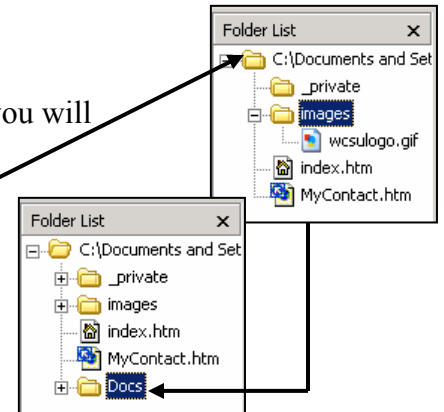 Folder List x
C:\Documents and Set
_private
images
wcsulogo.gif
index.htm
MyContact.htm
you will
Folder List x
C:\Documents and Set
_private
images
index.htm
MyContact.htm
Docs